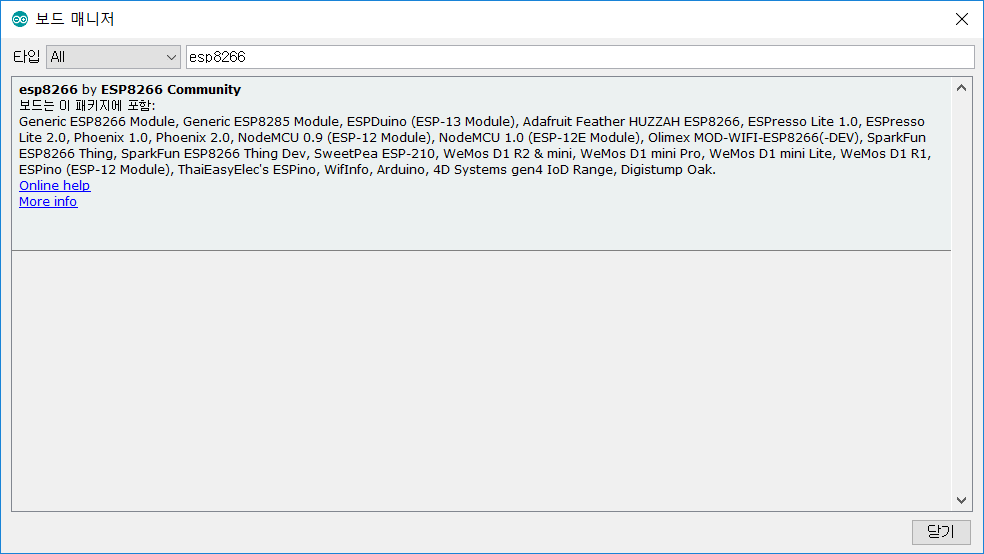 보드 매니저
타입 All esp8266
esp8266 by ESP8266 Community
보드는 이 패키지에 포함:
Generic ESP8266 Module, Generic ESP8285 Module, ESPDuino (ESP-13 Module), Adafruit Feather HUZZAH ESP8266, ESPresso Lite 1.0, ESPresso
Lite 2.0, Phoenix 1.0, Phoenix 2.0, NodeMCU 0.9 (ESP-12 Module), NodeMCU 1.0 (ESP-12E Module), Olimex MOD-WIFI-ESP8266(-DEV), SparkFun
ESP8266 Thing, SparkFun ESP8266 Thing Dev, SweetPea ESP-210, WeMos D1 R2 & mini, WeMos D1 mini Pro, WeMos D1 mini Lite, WeMos D1 R1,
ESPino (ESP-12 Module), ThaiEasyElec's ESPino, WifInfo, Arduino, 4D Systems gen4 IoD Range, Digistump Oak.
Online help
More info
닫기